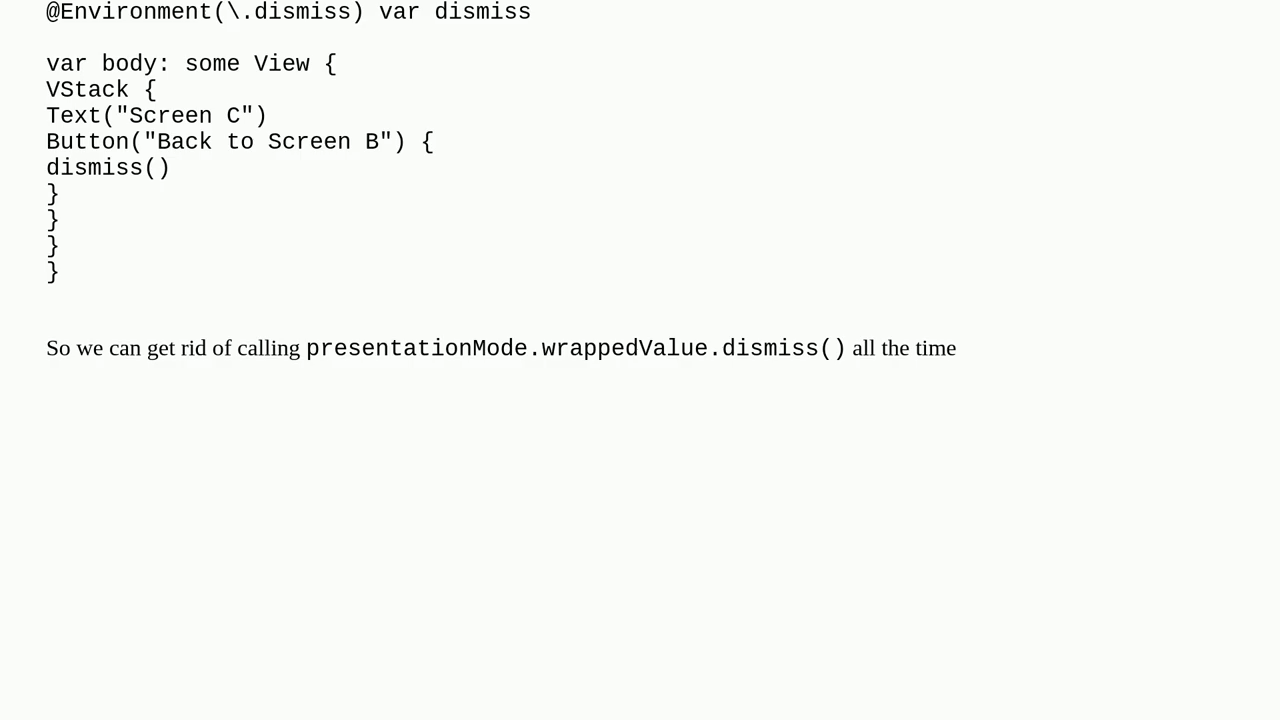 @Environment(\.dismiss) var dismiss
var body: some View {
VStack {
Text("Screen C")
Button("Back to Screen B") {
dismiss()
}
}
}
}
So we can get rid of calling presentationMode.wrappedValue.dismiss() all the time